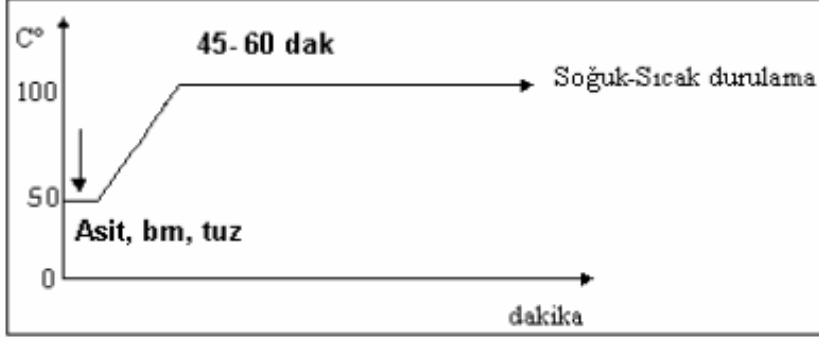 C°
45-60 dak
100
Soğuk-Sıcak durulama
50
Asit, bm, tuz
0
dakika